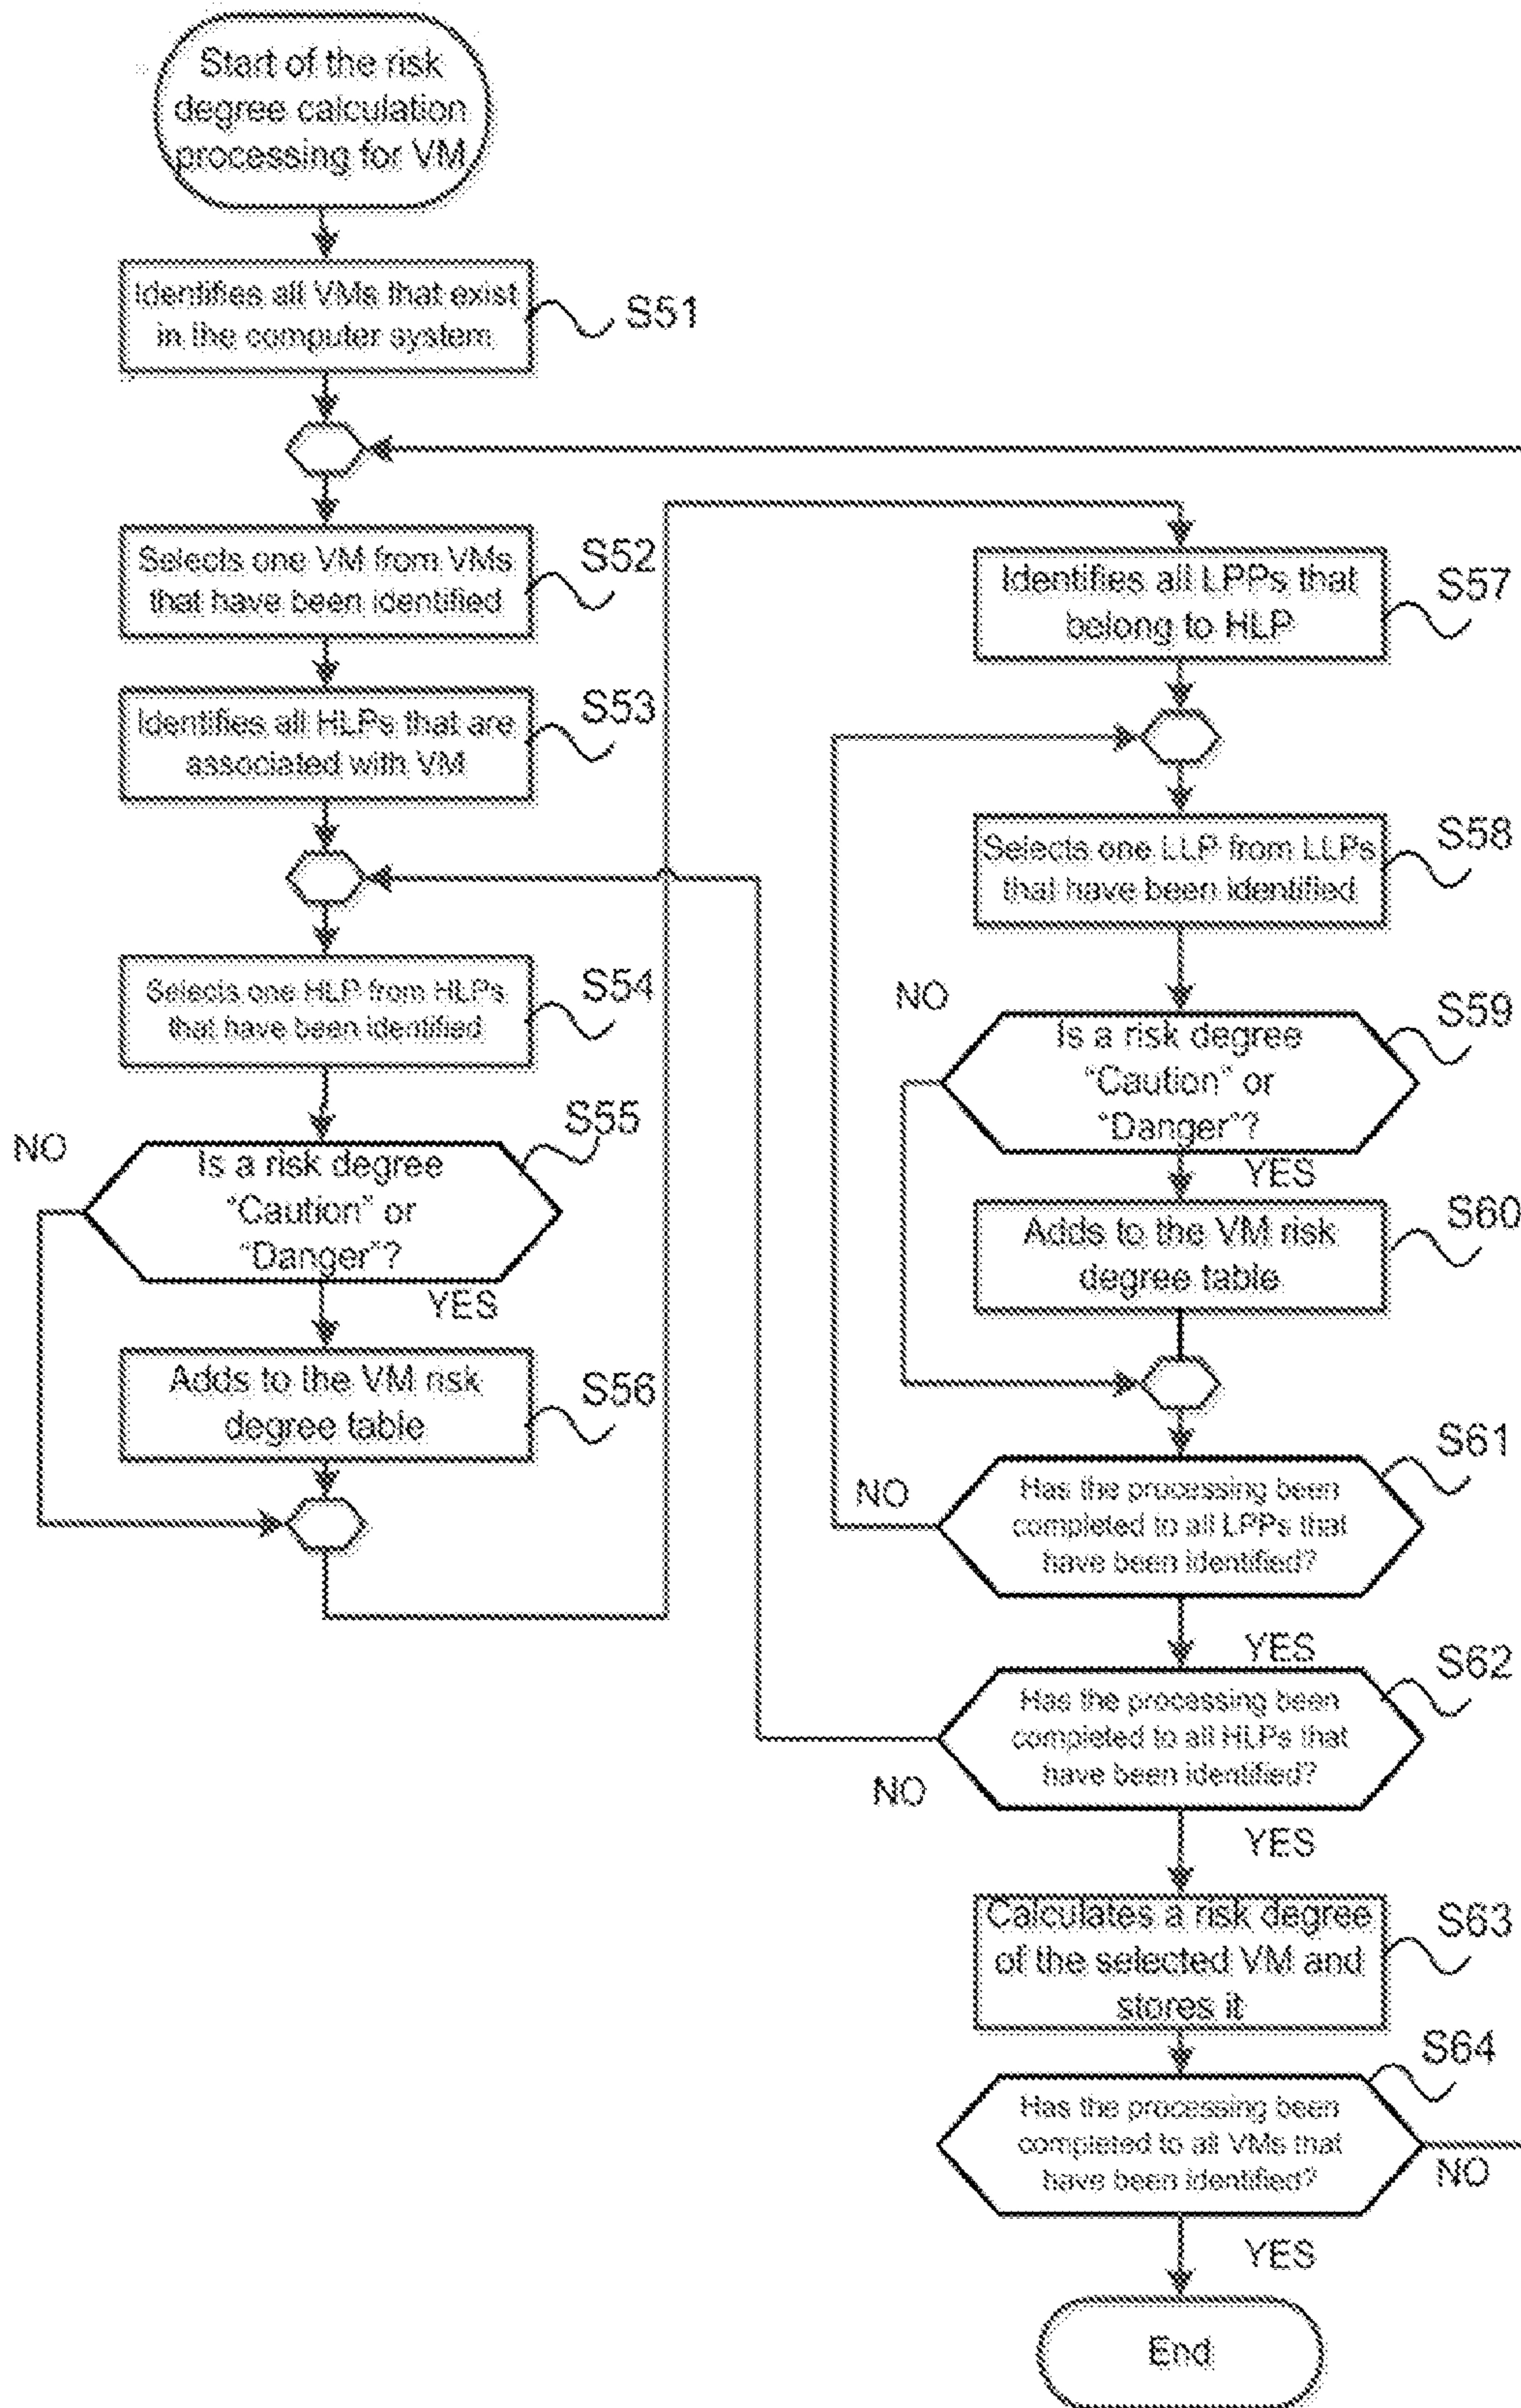 Start of the risk
degree calculation
processing for VM
Identifies all VMs that exist
in the computer system
S51
Selects one VM from VMs
that have been identified
S52
Identifies all HLPs that are
associated with VM
S53
Selects one HLP from HLPs
that have been identified
S54
Is a risk degree
"Caution" or
"Danger"?
S55
NO
YES
Adds to the VM risk
degree table
S56
Identifies all LPPs that
belong to HLP
S57
Selects one LLP from LLPs
that have been identified
S58
Is a risk degree
"Caution" or
"Danger"?
S59
NO
YES
Adds to the VM risk
degree table
S60
Has the processing been
completed to all LPPs that
have been identified?
S61
NO
YES
Has the processing been
completed to all HLPs that
have been identified?
S62
NO
YES
Calculates a risk degree
of the selected VM and
stores it
S63
Has the processing been
completed to all VMs that
have been identified?
S64
NO
YES
End